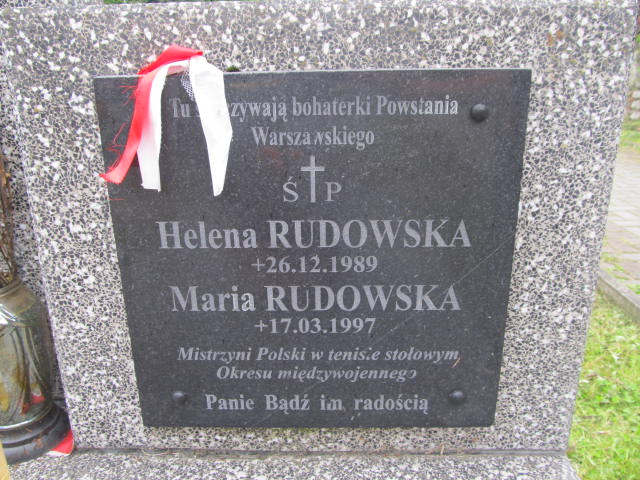 Tu spoczywają bohaterki Powstania
Warszawskiego
Ś P
Helena RUDOWSKA
+26.12.1989
Maria RUDOWSKA
+17.03.1997
Mistrzyni Polski w tenisie stołowym
Okresu międzywojennego
Panie Bądź im radością